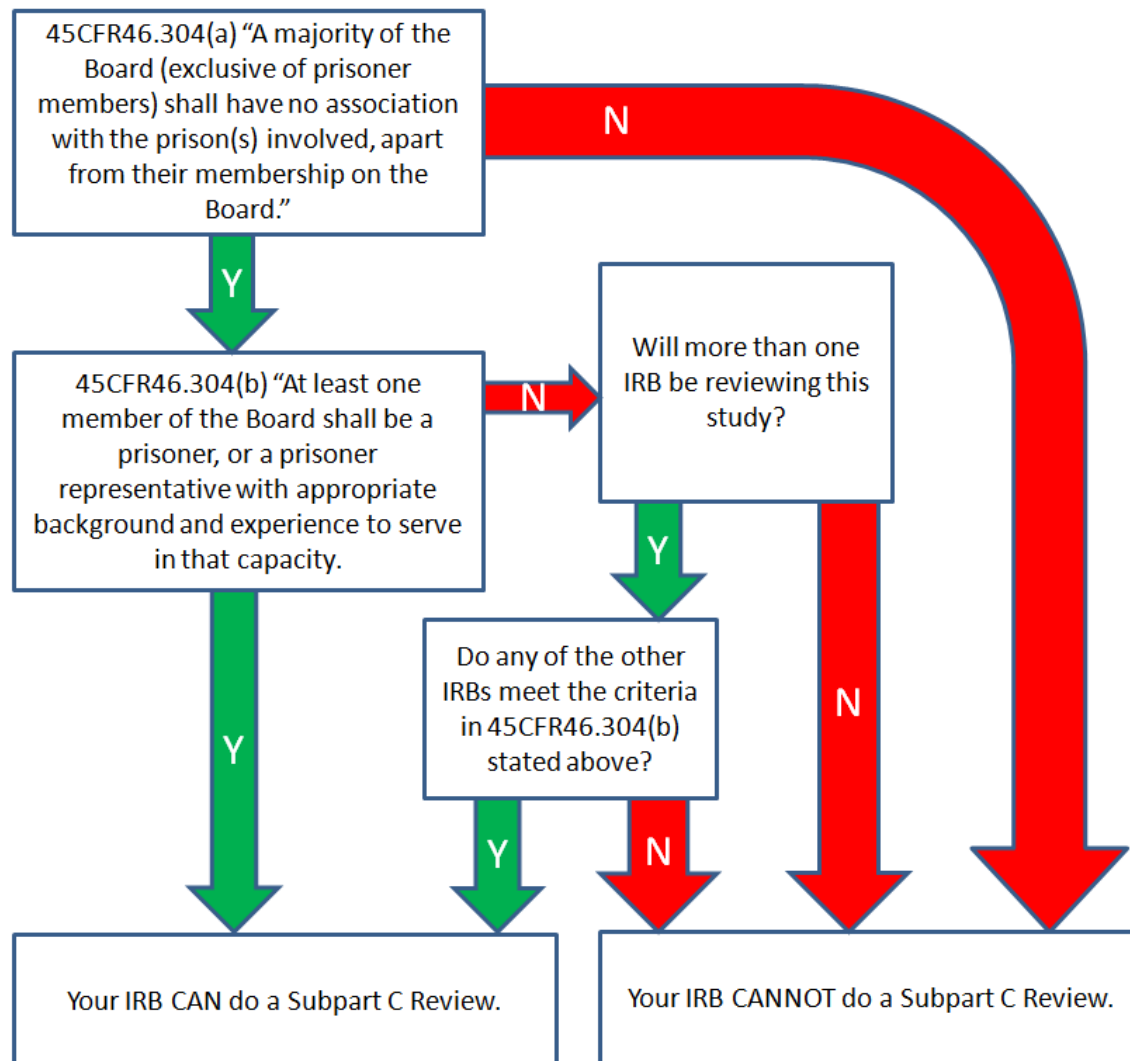 45CFR46.304(a) “A majority of the
Board (exclusive of prisoner
members) shall have no association
with the prison(s) involved, apart
from their membership on the
Board.”
N
Y
45CFR46.304(b) “At least one
member of the Board shall be a
prisoner, or a prisoner
representative with appropriate
background and experience to serve
in that capacity.
N
Will more than one
IRB be reviewing this
study?
Y
N
Do any of the other
IRBs meet the criteria
in 45CFR46.304(b)
stated above?
Y
Y
N
Your IRB CAN do a Subpart C Review.
Your IRB CANNOT do a Subpart C Review.